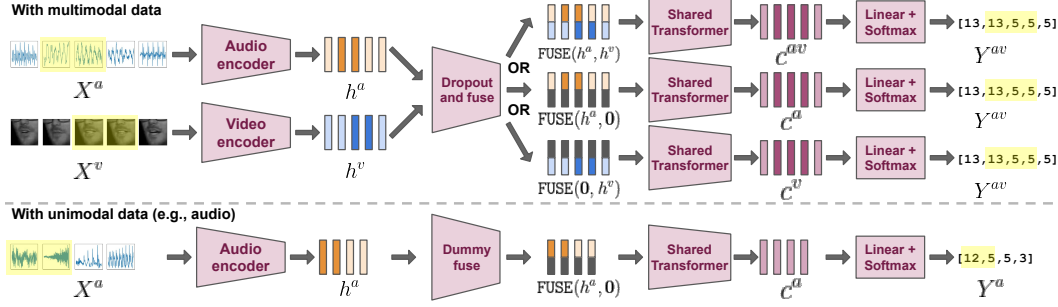 With multimodal data
X^a
Audio encoder
h^a
X^v
Video encoder
h^v
Dropout and fuse
OR
OR
FUSE(h^a, h^v)
Shared Transformer
c^{av}
Linear + Softmax
[13,13,5,5,5]
Y^{av}
FUSE(h^a, 0)
Shared Transformer
c^a
Linear + Softmax
[13,13,5,5,5]
Y^{av}
FUSE(0, h^v)
Shared Transformer
c^v
Linear + Softmax
[13,13,5,5,5]
Y^{av}
With unimodal data (e.g., audio)
X^a
Audio encoder
h^a
Dummy fuse
FUSE(h^a, 0)
Shared Transformer
c^a
Linear + Softmax
[12,5,5,3]
Y^a